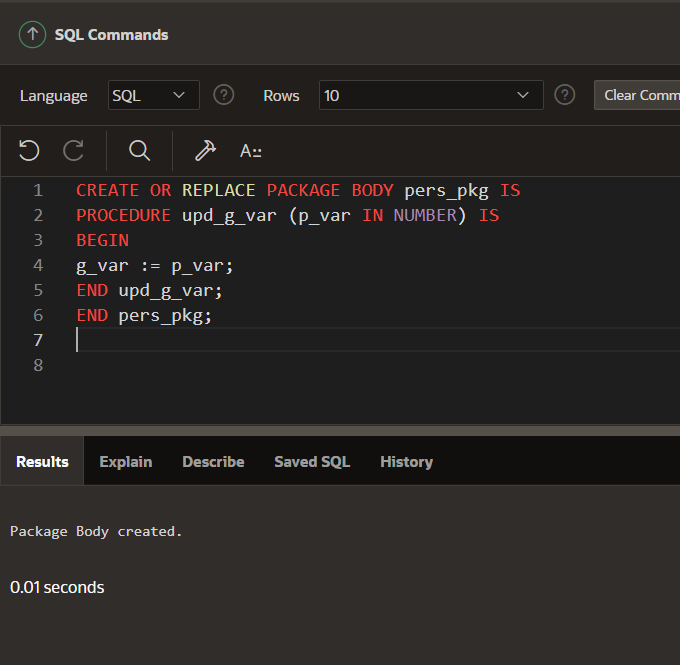 SQL Commands
Language SQL ? Rows 10 ? Clear Comm
A::
1 CREATE OR REPLACE PACKAGE BODY pers_pkg IS
2 PROCEDURE upd_g_var (p_var IN NUMBER) IS
3 BEGIN
4 g_var := p_var;
5 END upd_g_var;
6 END pers_pkg;
7
8
Results Explain Describe Saved SQL History
Package Body created.
0.01 seconds